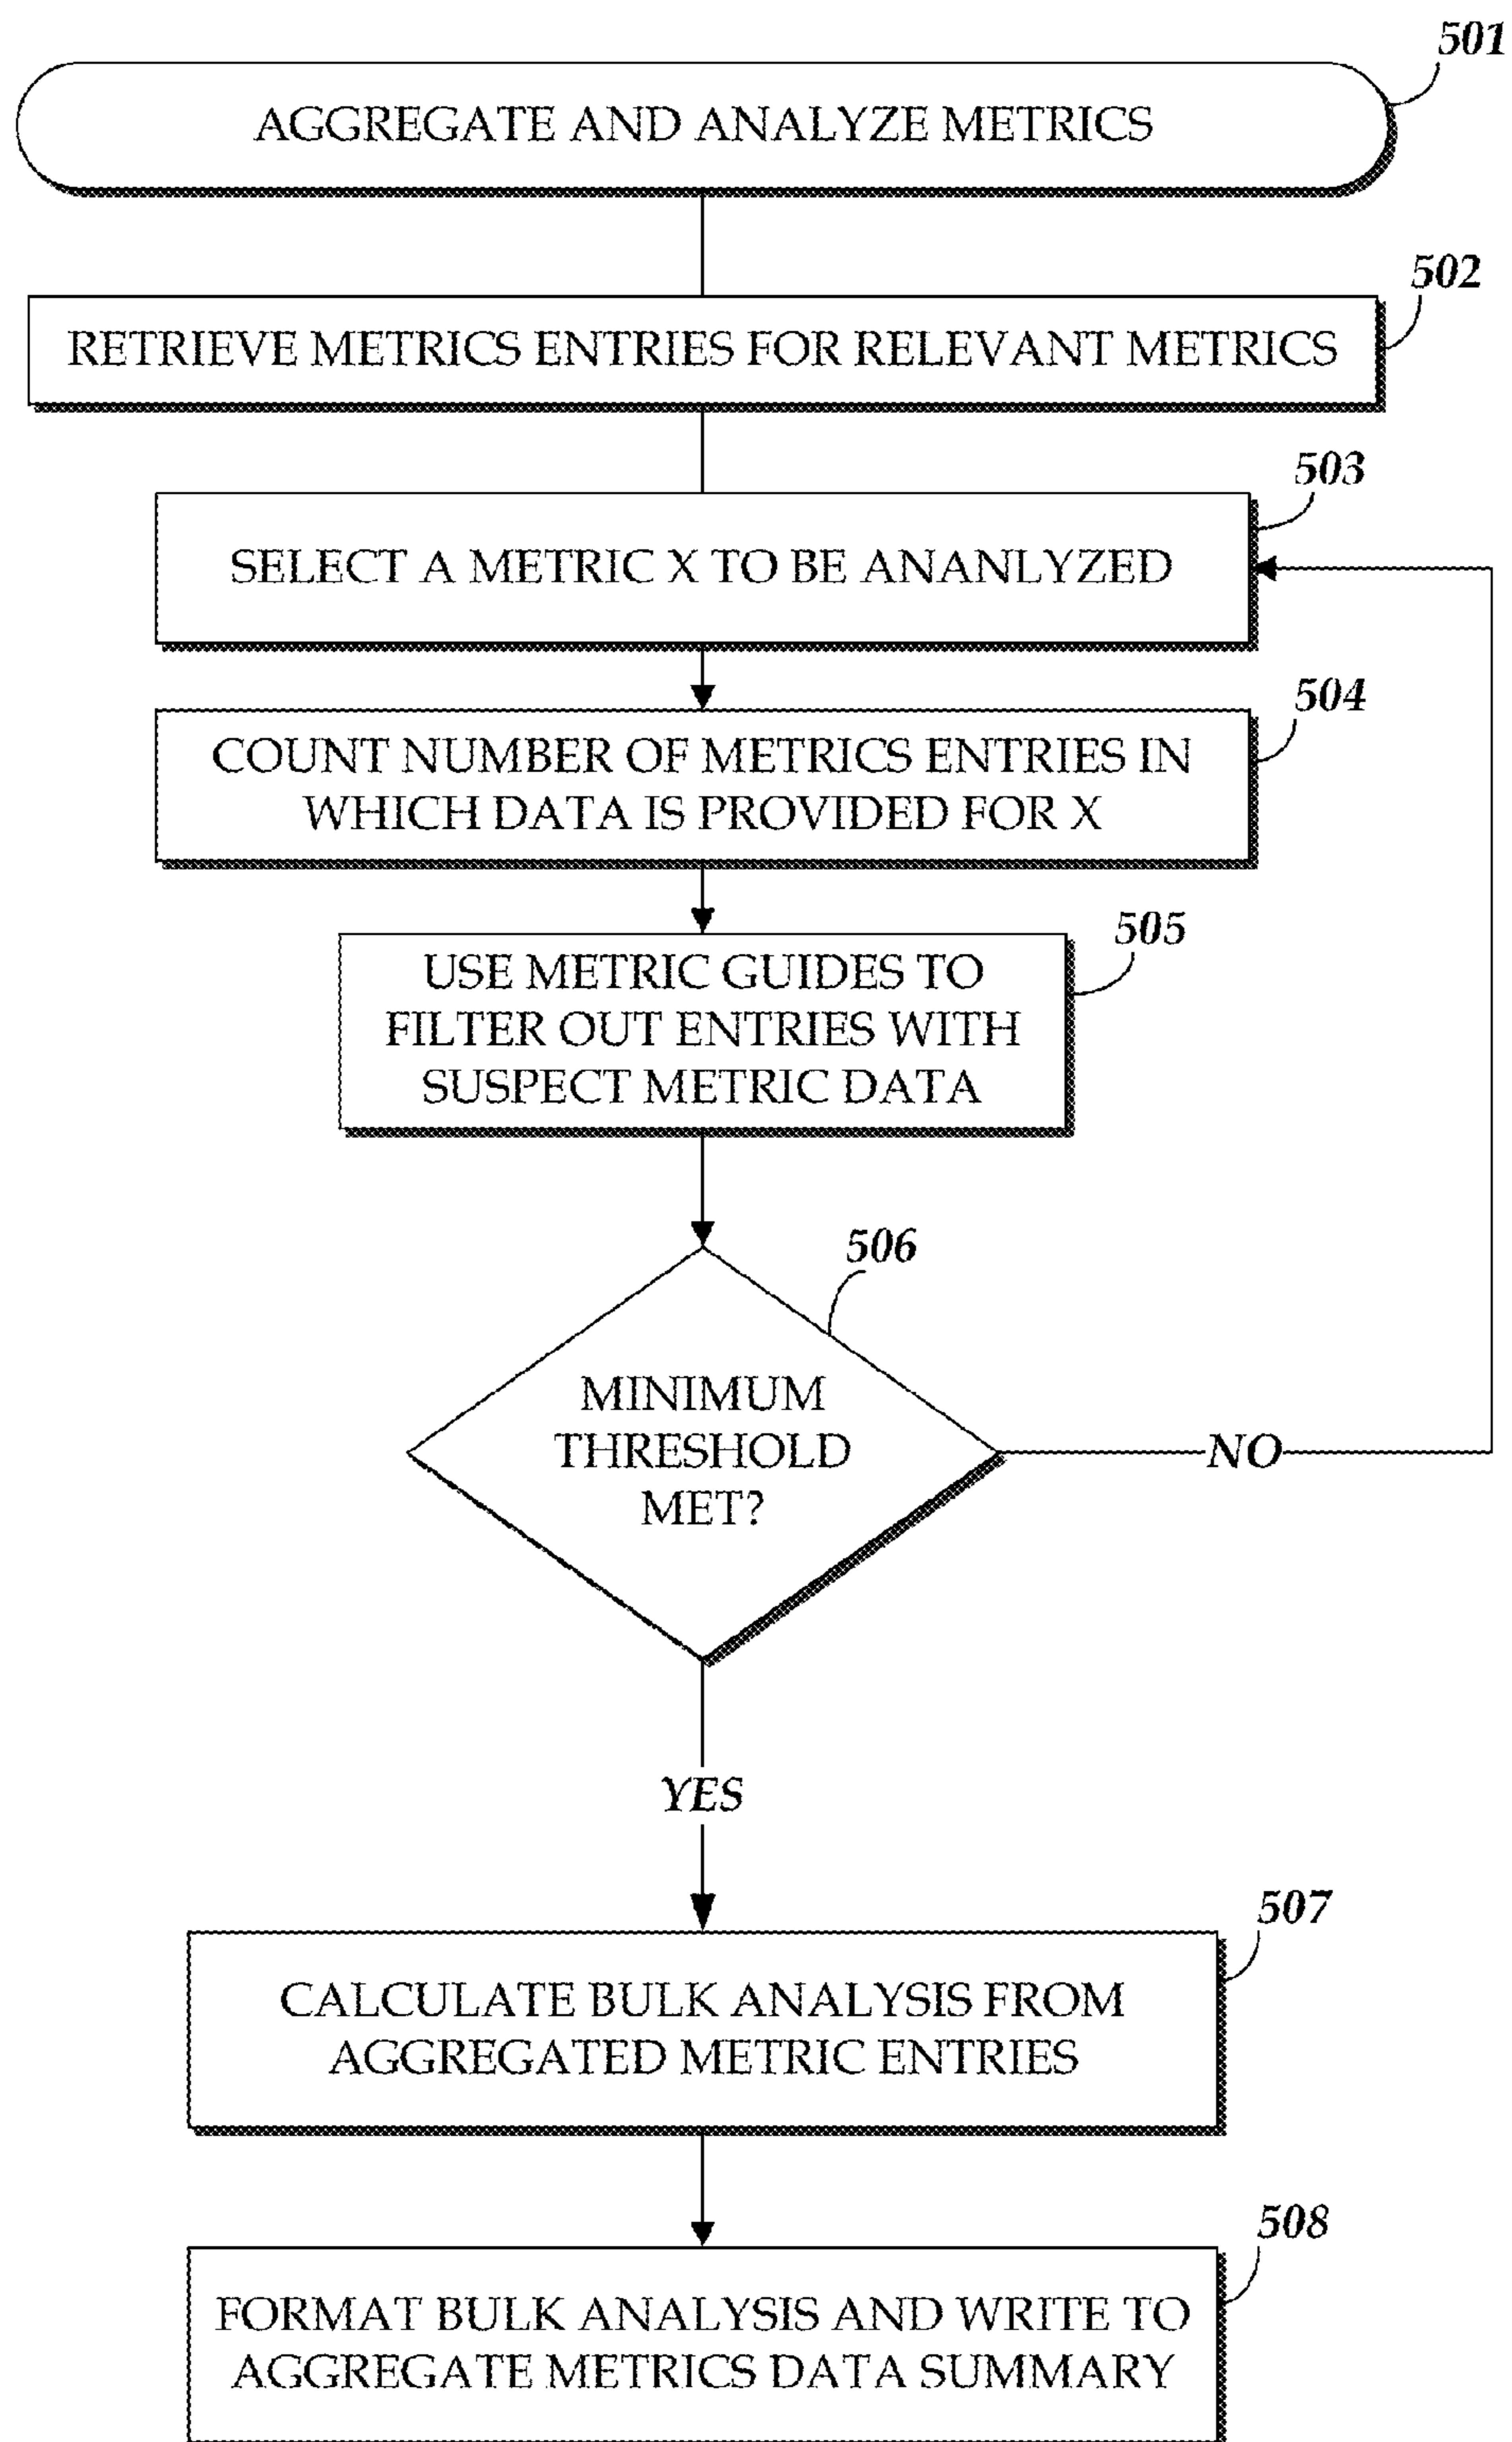 501
AGGREGATE AND ANALYZE METRICS
502
RETRIEVE METRICS ENTRIES FOR RELEVANT METRICS
503
SELECT A METRIC X TO BE ANANLYZED
504
COUNT NUMBER OF METRICS ENTRIES IN
WHICH DATA IS PROVIDED FOR X
505
USE METRIC GUIDES TO
FILTER OUT ENTRIES WITH
SUSPECT METRIC DATA
506
MINIMUM
THRESHOLD
MET?
NO
YES
507
CALCULATE BULK ANALYSIS FROM
AGGREGATED METRIC ENTRIES
508
FORMAT BULK ANALYSIS AND WRITE TO
AGGREGATE METRICS DATA SUMMARY